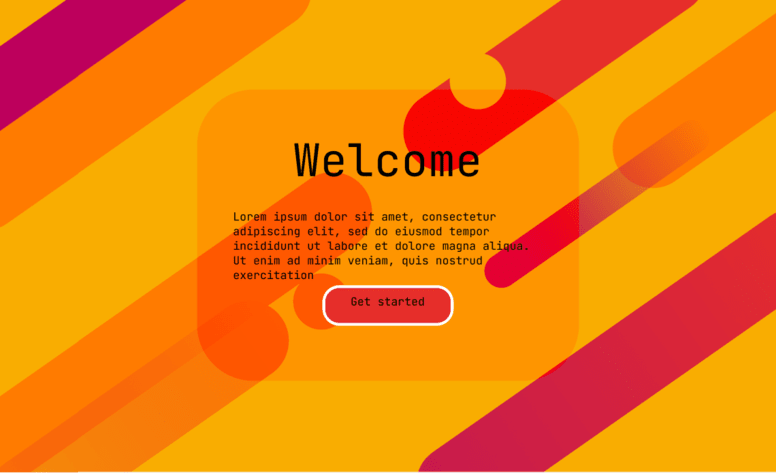 Welcome
Lorem ipsum dolor sit amet, consectetur
adipiscing elit, sed do eiusmod tempor
incididunt ut labore et dolore magna aliqua.
Ut enim ad minim veniam, quis nostrud
exercitation
Get started